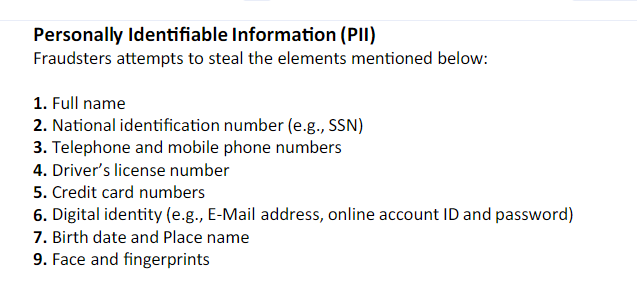 Personally Identifiable Information (PII)
Fraudsters attempts to steal the elements mentioned below:
1. Full name
2. National identification number (e.g., SSN)
3. Telephone and mobile phone numbers
4. Driver’s license number
5. Credit card numbers
6. Digital identity (e.g., E-Mail address, online account ID and password)
7. Birth date and Place name
9. Face and fingerprints